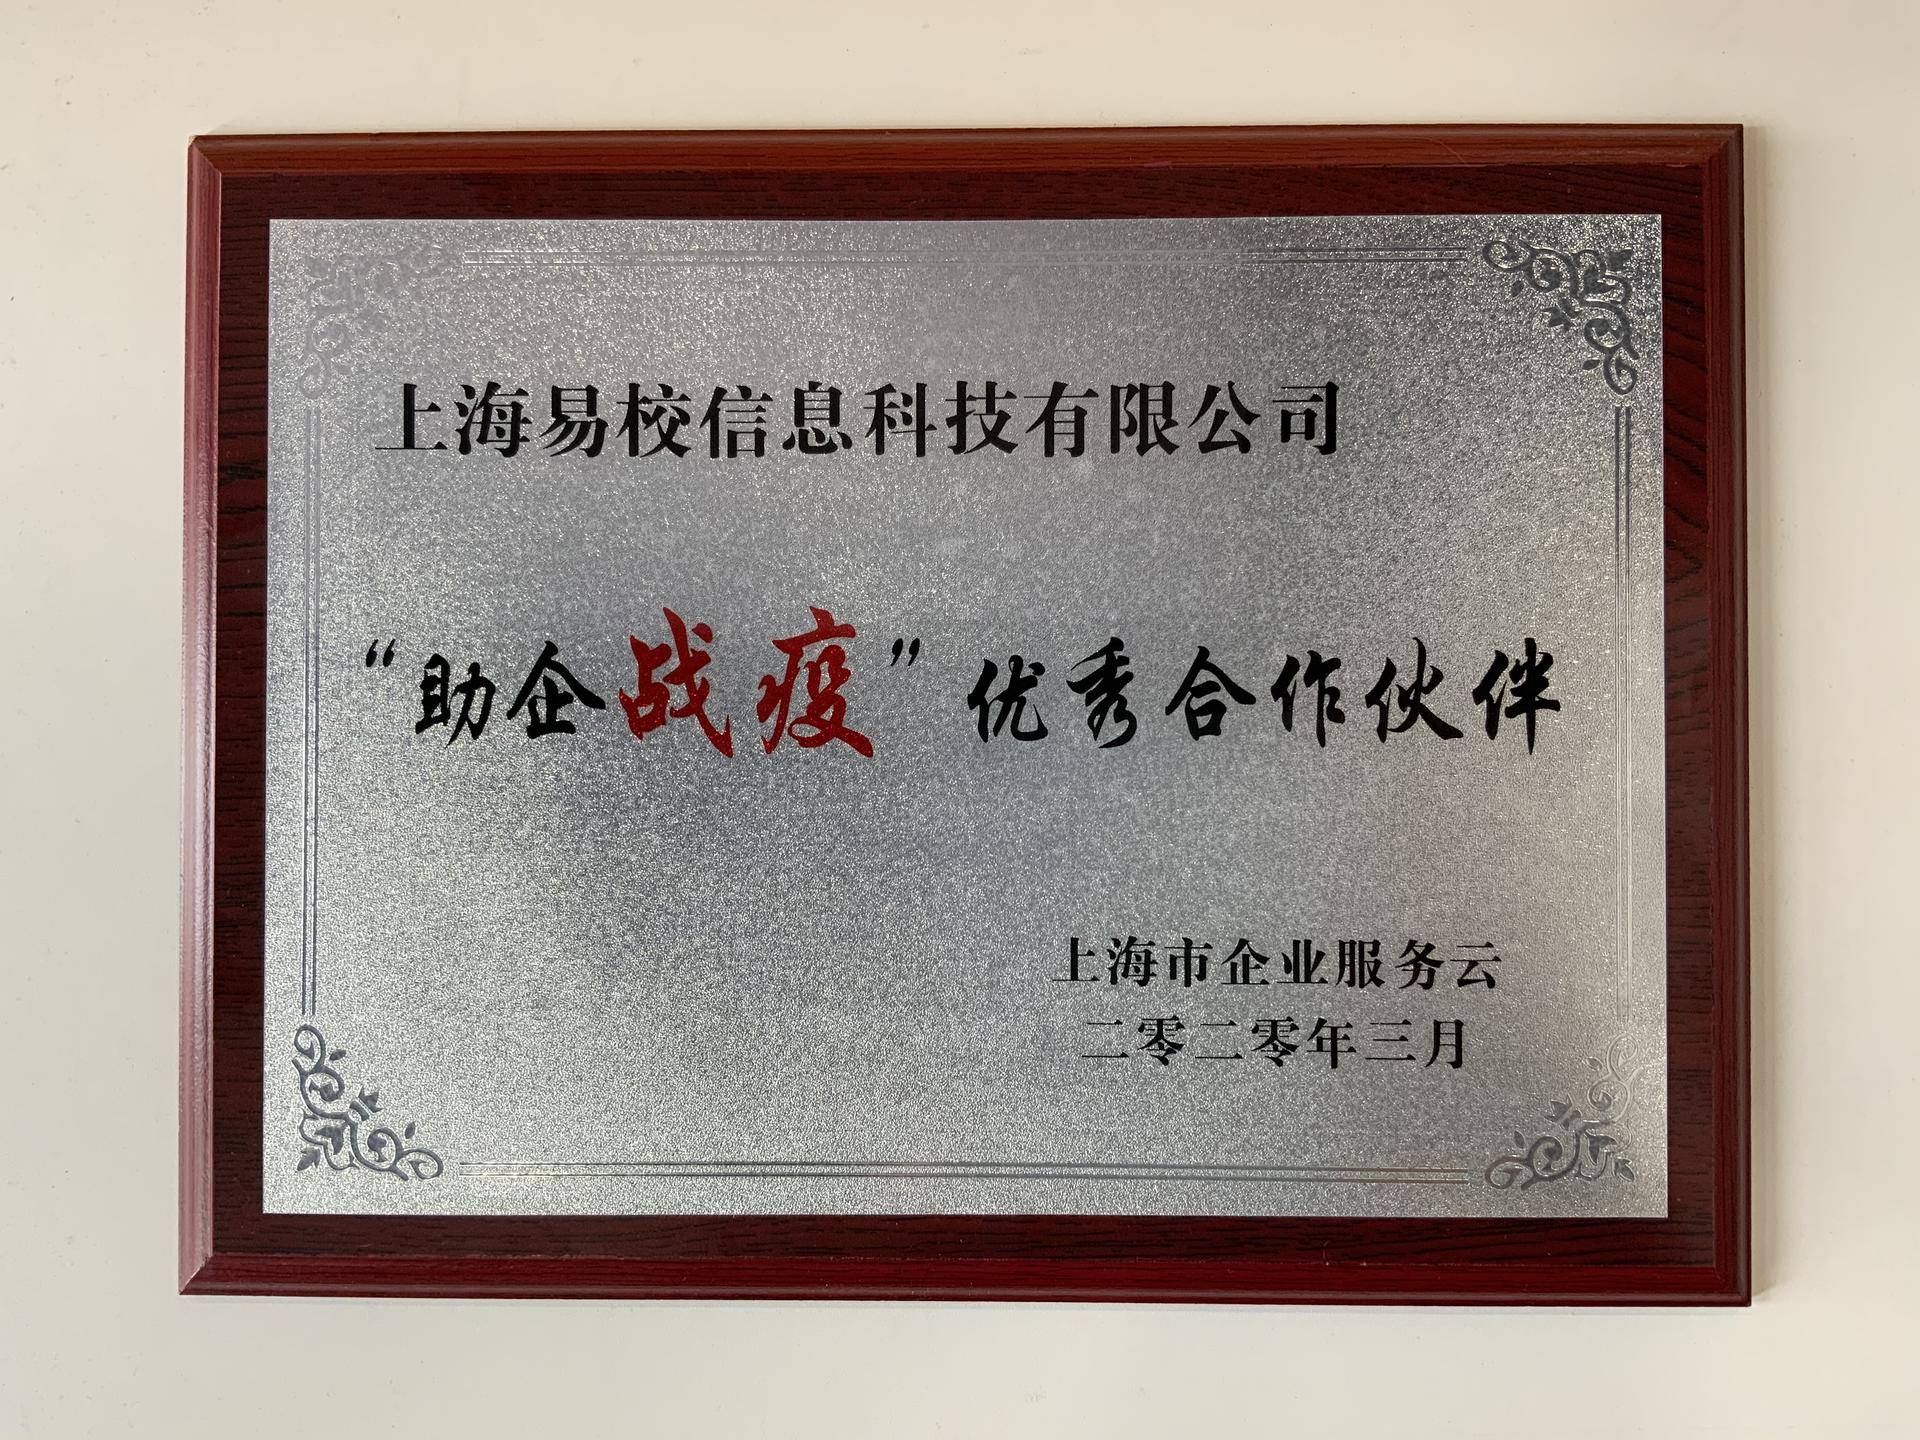 上海易校信息科技有限公司
“助企战疫”优秀合作伙伴
上海市企业服务云
二零二零年三月